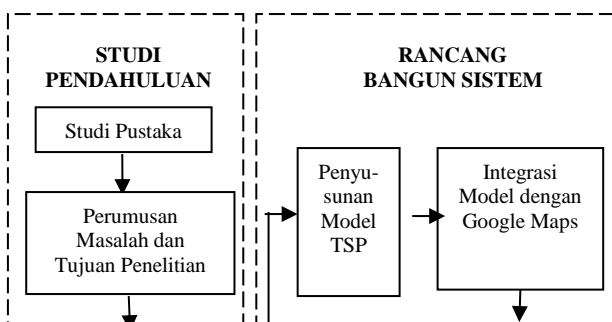 STUDI
PENDAHULUAN
Studi Pustaka
Perumusan
Masalah dan
Tujuan Penelitian
RANCANG
BANGUN SISTEM
Penyu-
sunan
Model
TSP
Integrasi
Model dengan
Google Maps